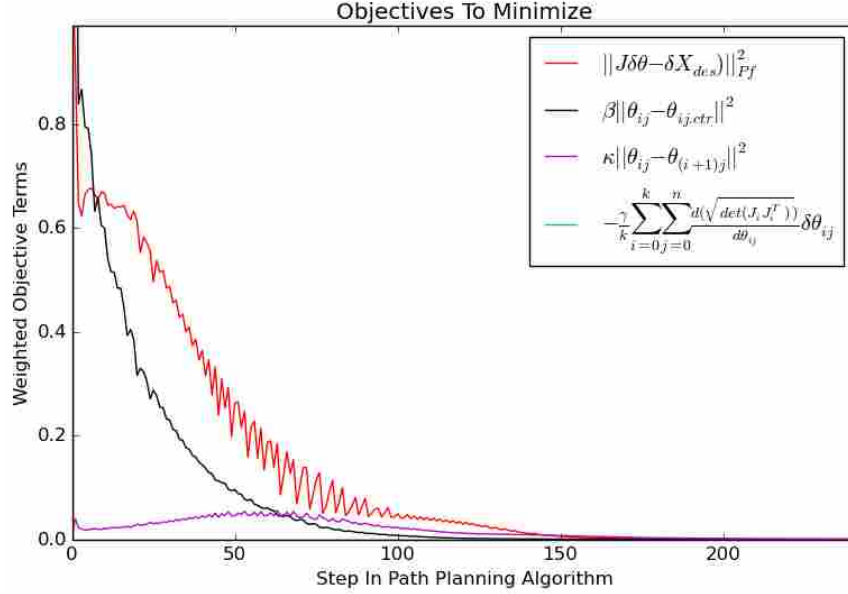 Objectives To Minimize
||Jδθ−δX_des)||²_Pf
β||θ_ij−θ_ij.ctr||²
κ||θ_ij−θ_(i+1)j||²
−γ/k ∑_{i=0}^{k} ∑_{j=0}^{n} d(√det(J_i J_i^T))/dθ_ij δθ_ij
Weighted Objective Terms
0.8
0.6
0.4
0.2
0.0
0 50 100 150 200
Step In Path Planning Algorithm